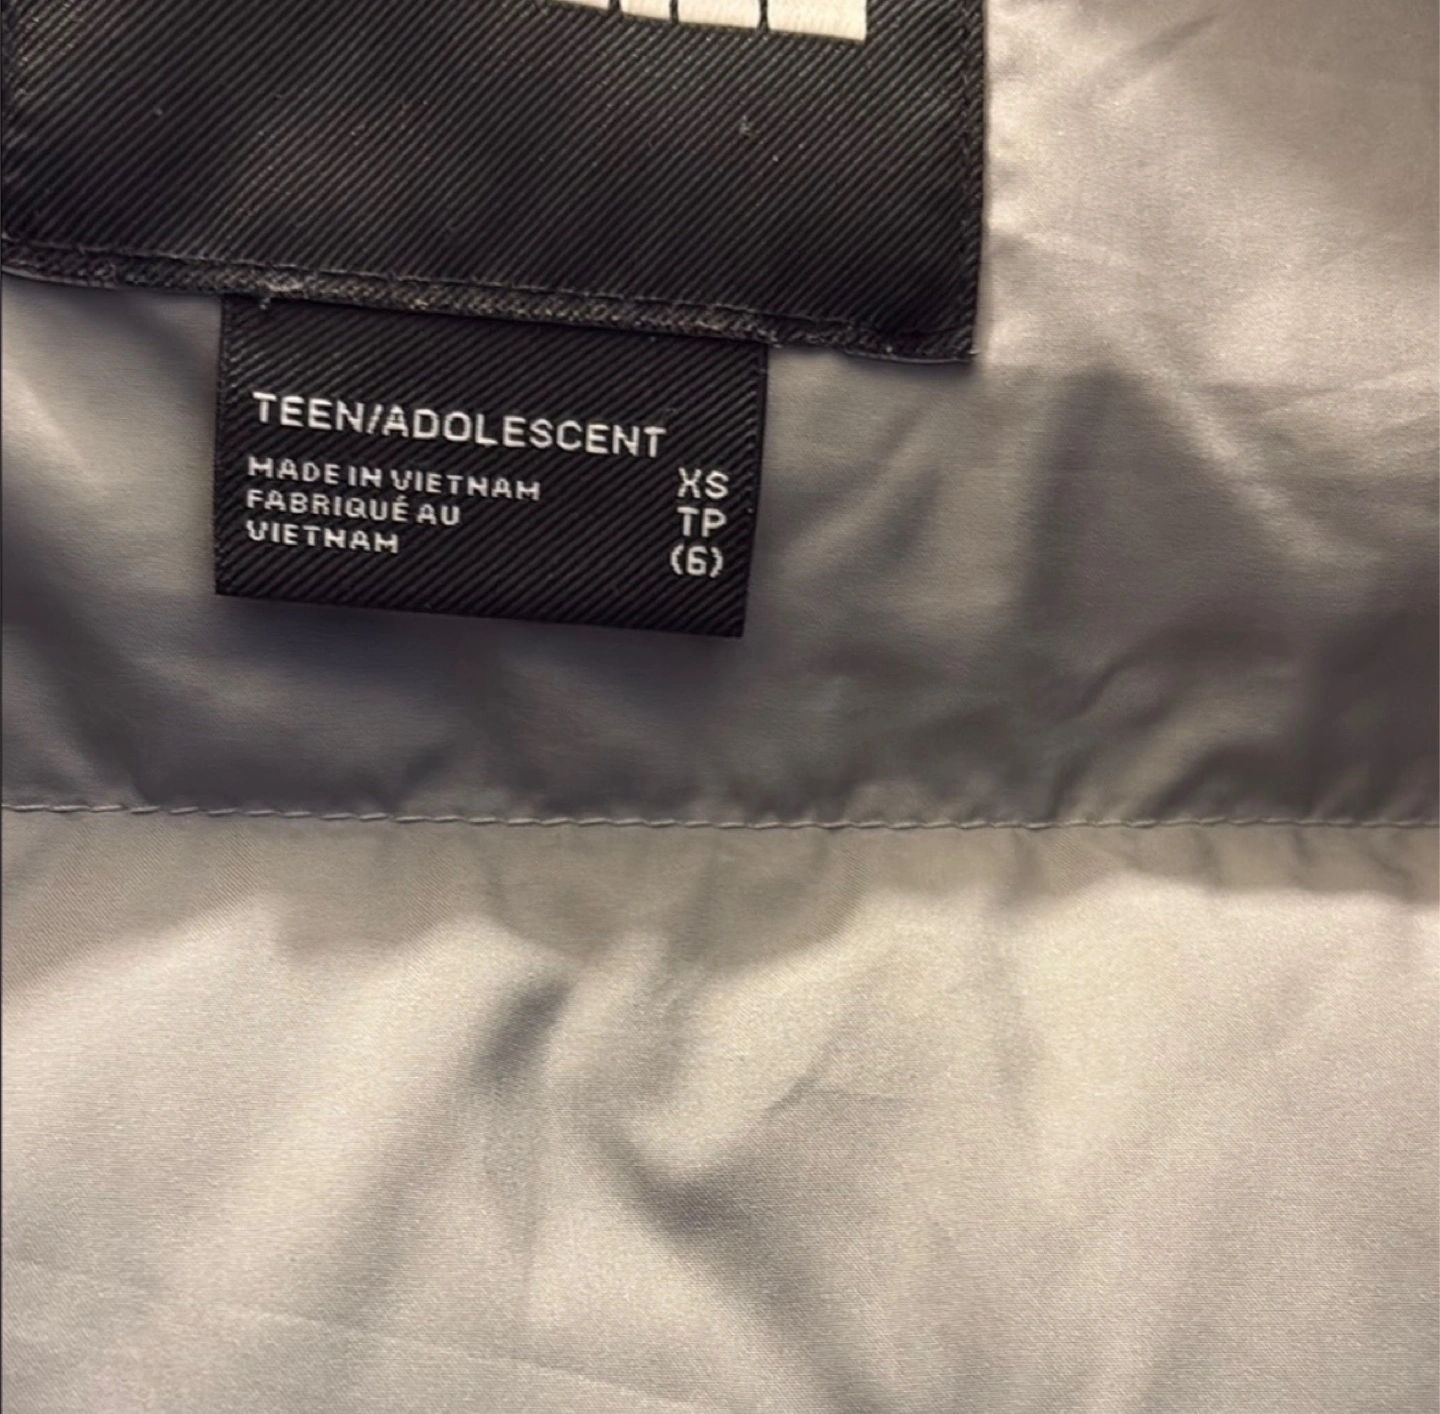 TEEN/ADOLESCENT
MADE IN VIETNAM
FABRIQUÉ AU
VIETNAM
XS
TP
(6)